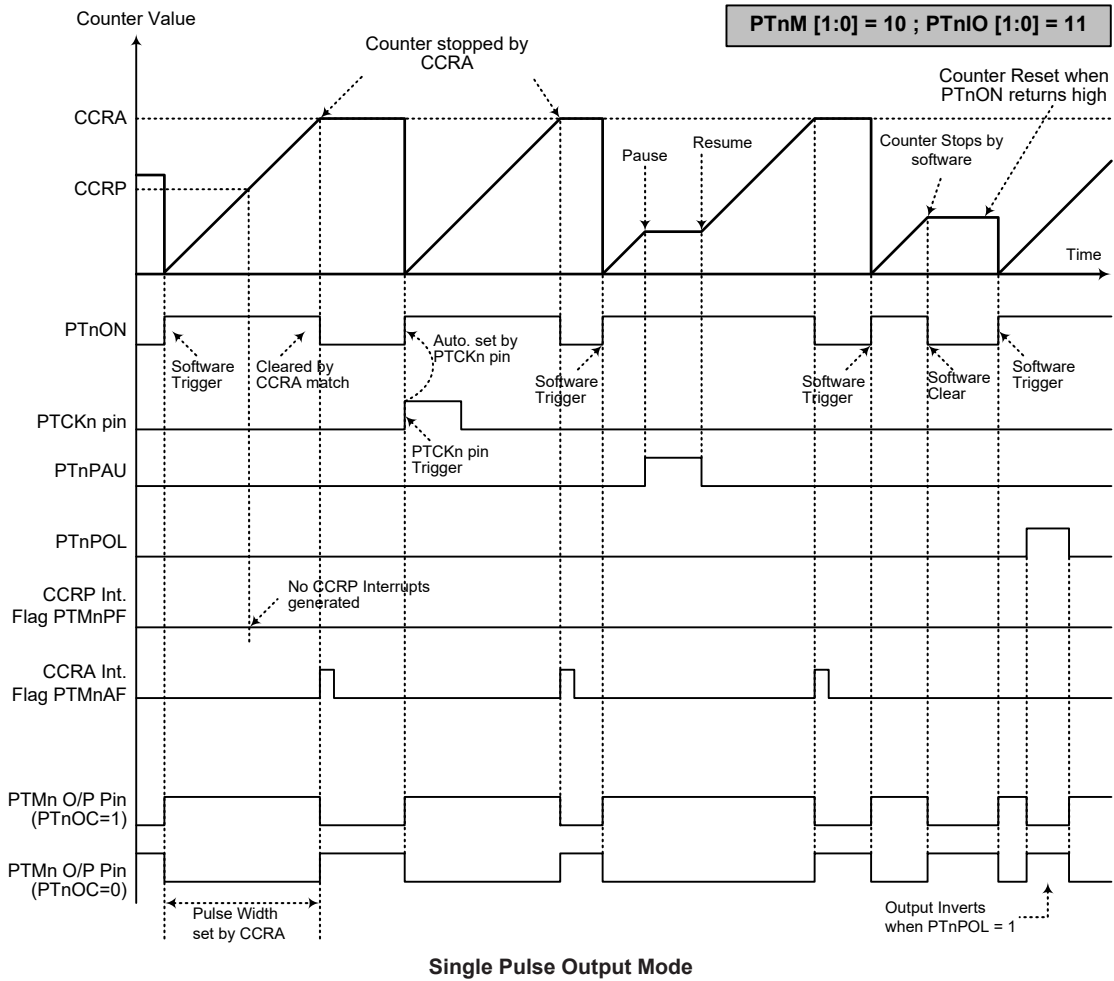 Counter Value
PTnM [1:0] = 10 ; PTnIO [1:0] = 11
Counter stopped by
CCRA
Counter Reset when
PTnON returns high
CCRA
Pause
Resume
Counter Stops by
software
CCRP
Time
PTnON
Software
Trigger
Cleared by
CCRA match
Auto. set by
PTCKn pin
Software
Trigger
Software
Trigger
Software
Clear
Software
Trigger
PTCKn pin
PTCKn pin
Trigger
PTnPAU
PTnPOL
CCRP Int.
Flag PTMnPF
No CCRP Interrupts
generated
CCRA Int.
Flag PTMnAF
PTMn O/P Pin
(PTnOC=1)
PTMn O/P Pin
(PTnOC=0)
Pulse Width
set by CCRA
Output Inverts
when PTnPOL = 1
Single Pulse Output Mode